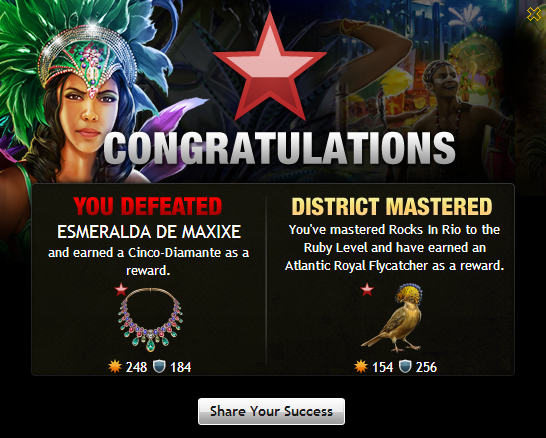 CONGRATULATIONS
YOU DEFEATED
ESMERALDA DE MAXIXE
and earned a Cinco-Diamante as a
reward.
248 184
DISTRICT MASTERED
You've mastered Rocks In Rio to the
Ruby Level and have earned an
Atlantic Royal Flycatcher as a reward.
154 256
Share Your Success